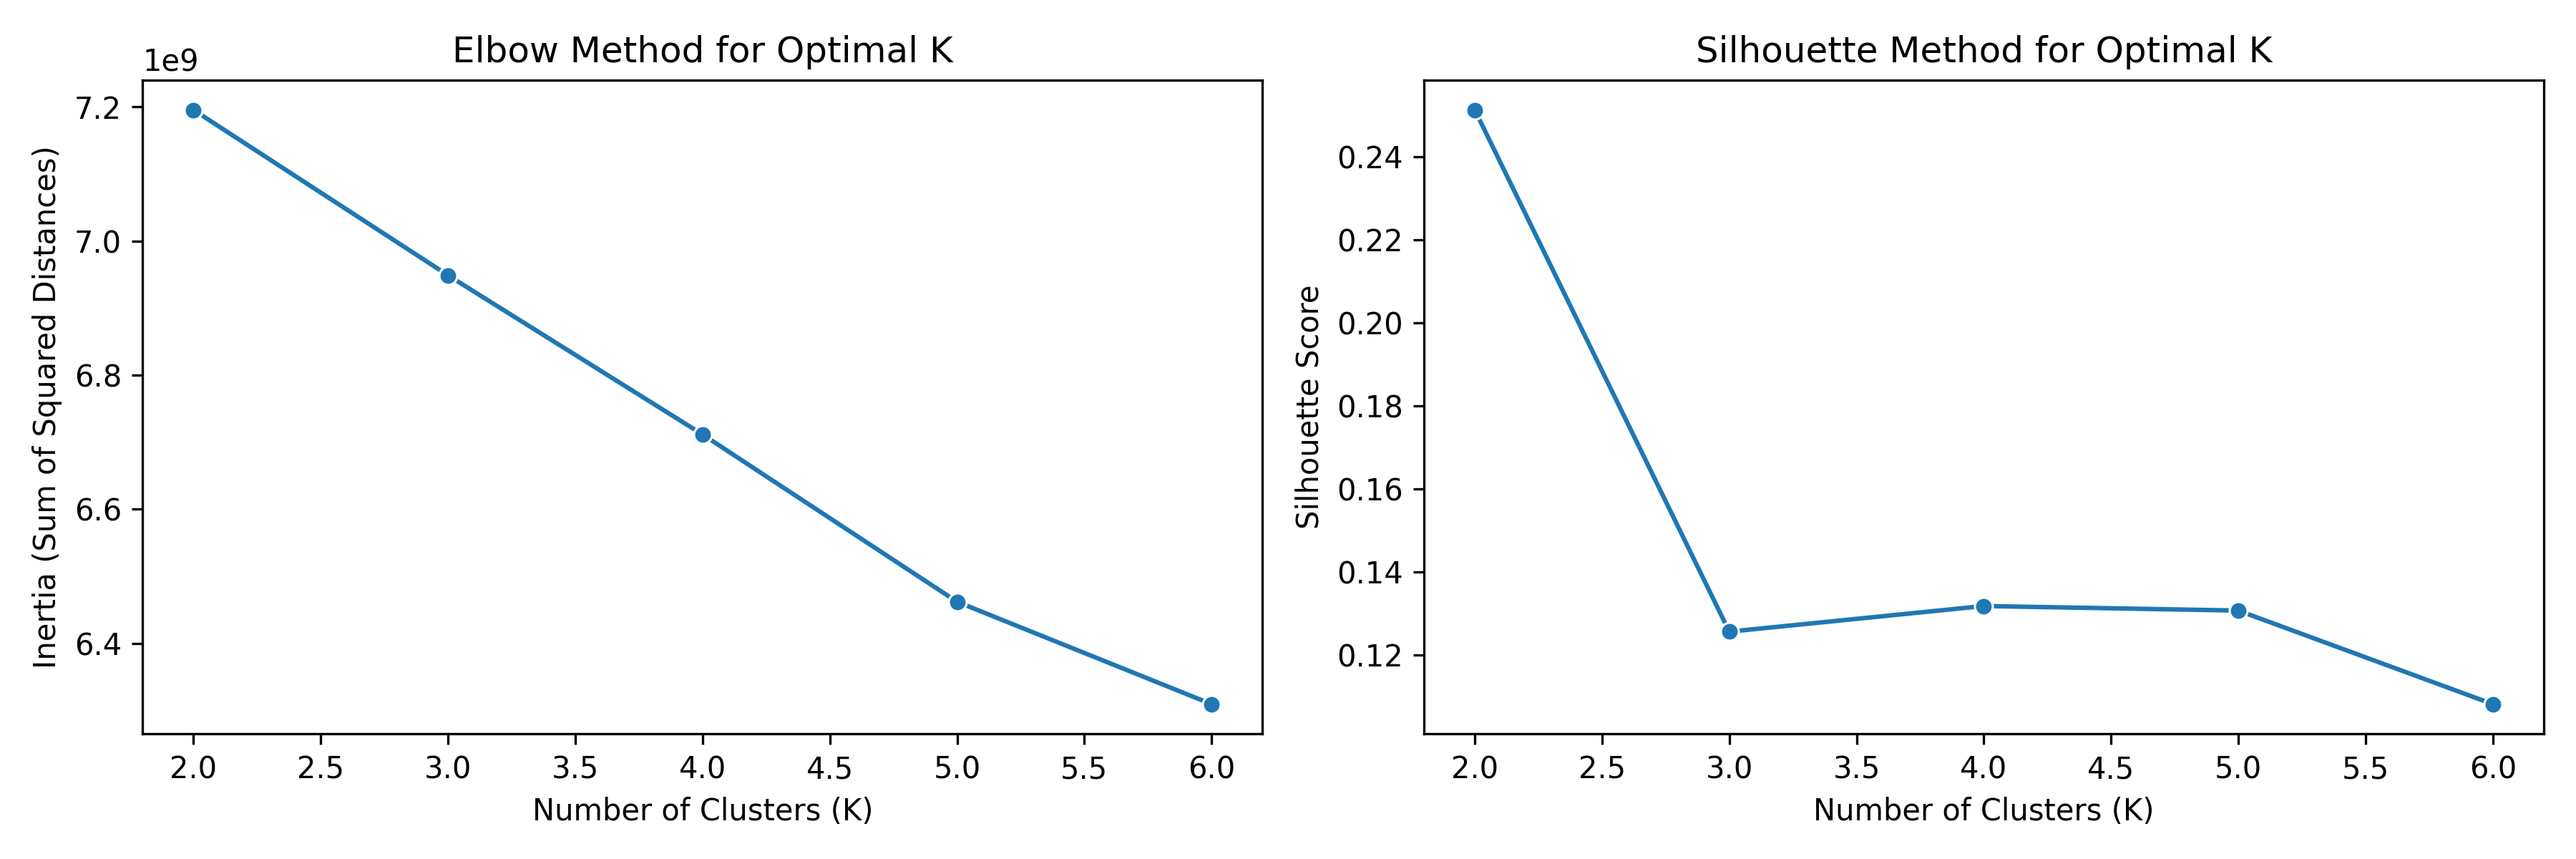 Elbow Method for Optimal K
1e9
7.2
7.0
6.8
6.6
6.4
Inertia (Sum of Squared Distances)
2.0 2.5 3.0 3.5 4.0 4.5 5.0 5.5 6.0
Number of Clusters (K)
Silhouette Method for Optimal K
0.24
0.22
0.20
0.18
0.16
0.14
0.12
Silhouette Score
2.0 2.5 3.0 3.5 4.0 4.5 5.0 5.5 6.0
Number of Clusters (K)